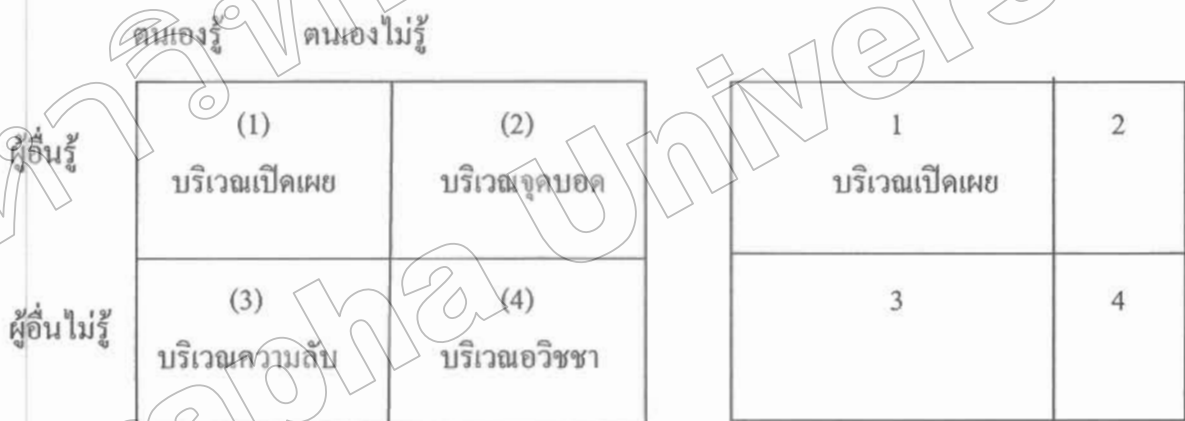 ตนเองรู้ ตนเองไม่รู้
ผู้อื่นรู้
(1) (2) 1 2
บริเวณเปิดเผย บริเวณจุดบอด บริเวณเปิดเผย
ผู้อื่นไม่รู้
(3) (4) 3 4
บริเวณความลับ บริเวณอวิชชา
apha Univers